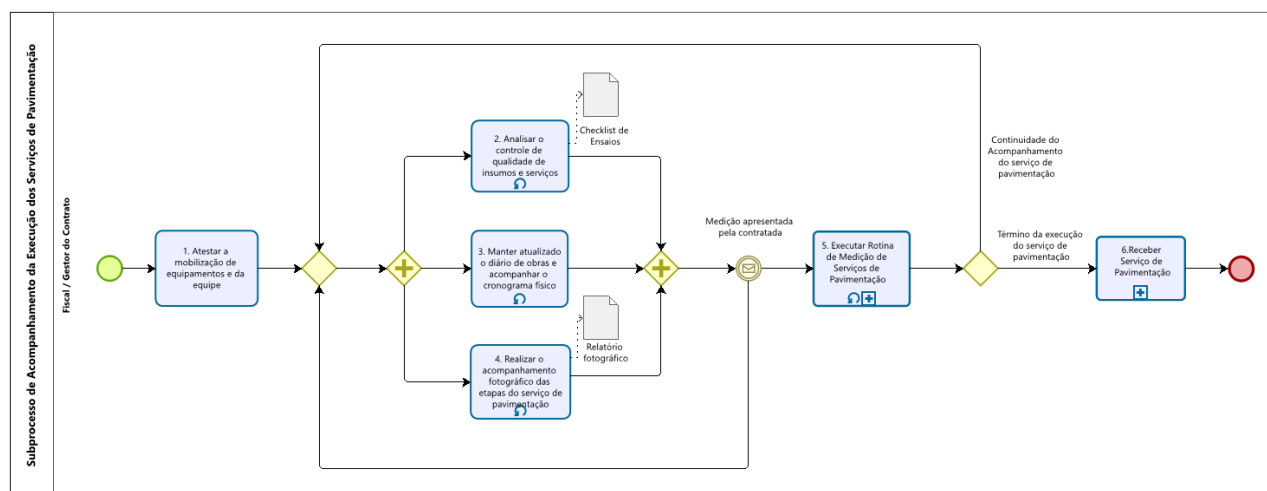 Subprocesso de Acompanhamento da Execução dos Serviços de Pavimentação
Fiscal / Gestor do Contrato
1. Atestar a
mobilização de
equipamentos e da
equipe
2. Analisar o
controle de
qualidade de
insumos e serviços
Checklist de
Ensaios
3. Manter atualizado
o diário de obras e
acompanhar o
cronograma físico
4. Realizar o
acompanhamento
fotográfico das
etapas do serviço de
pavimentação
Relatório
fotográfico
Medição apresentada
pela contratada
5. Executar Rotina
de Medição de
Serviços de
Pavimentação
Continuidade do
Acompanhamento
do serviço de
pavimentação
Término da execução
do serviço de
pavimentação
6.Receber
Serviço de
Pavimentação